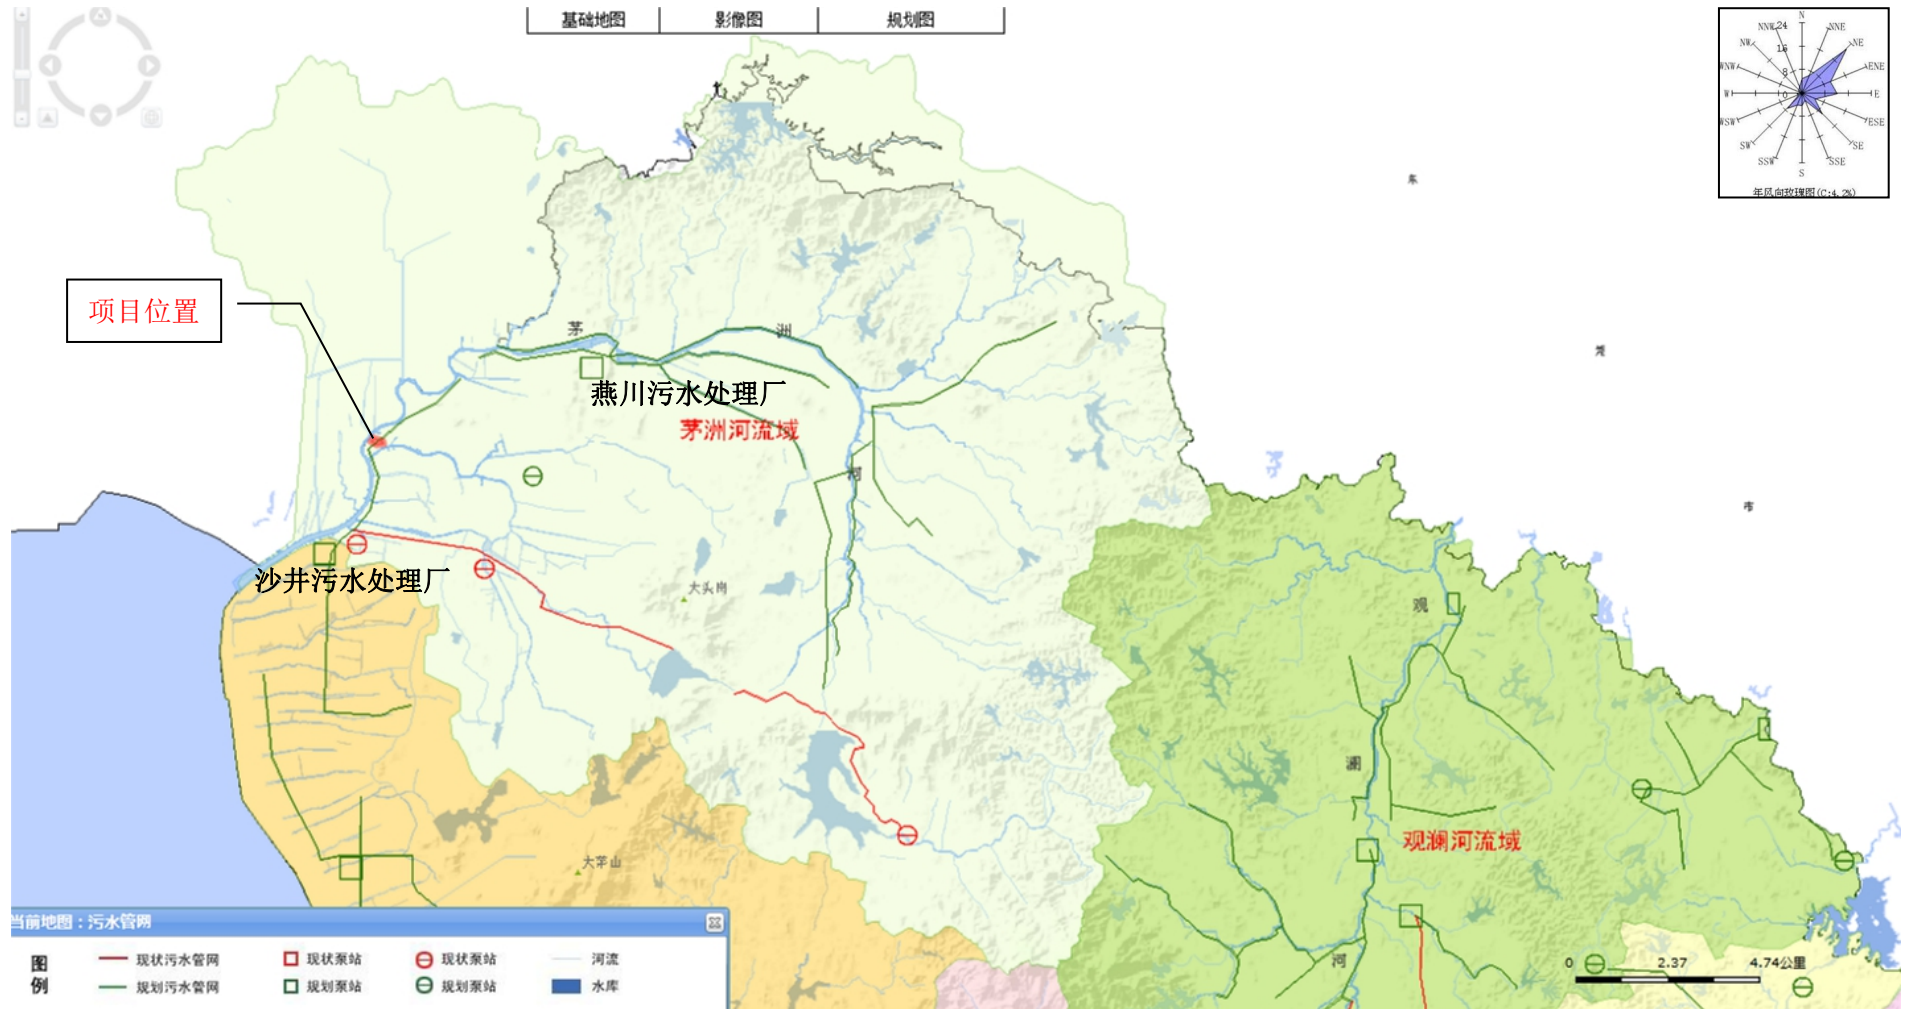 基础地图
影像图
规划图
N
NNE
NE
ENE
E
ESE
SE
SSE
S
SSW
SW
WSW
W
WNW
NW
NNW
24
16
8
0
年风向玫瑰图(C:4.2%)
东
莞
市
项目位置
茅
洲
河
燕川污水处理厂
茅洲河流域
沙井污水处理厂
大头岗
大羊山
观
澜
河
观澜河流域
0 2.37 4.74公里
当前地图：污水管网
图例
现状污水管网
现状泵站
现状泵站
河流
规划污水管网
规划泵站
规划泵站
水库